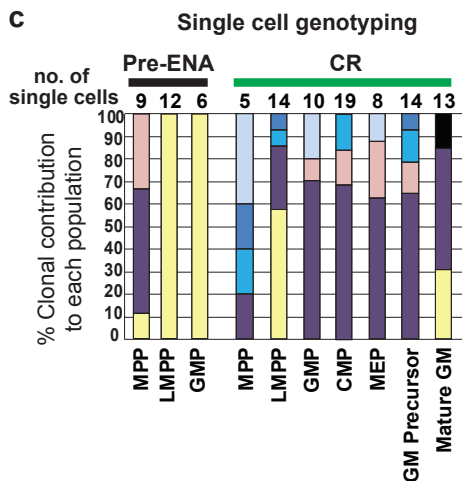 c
Single cell genotyping
Pre-ENA CR
no. of
single cells
9 12 6 5 14 10 19 8 14 13
% Clonal contribution
to each population
100
90
80
70
60
50
40
30
20
10
0
MPP
LMPP
GMP
MPP
LMPP
GMP
CMP
MEP
GM Precursor
Mature GM